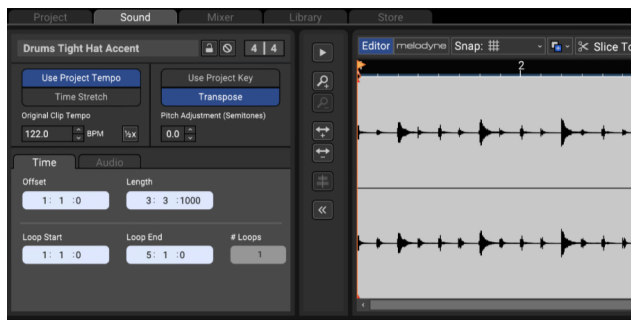 Project Sound Mixer Library Store
Drums Tight Hat Accent 4 4
Editor melodyne Snap: Slice To
Use Project Tempo Use Project Key
Time Stretch Transpose
Original Clip Tempo Pitch Adjustment (Semitones)
122.0 BPM ½x 0.0
2
Time Audio
Offset Length
1: 1 :0 3: 3 :1000
Loop Start Loop End # Loops
1: 1 :0 5: 1 :0 1